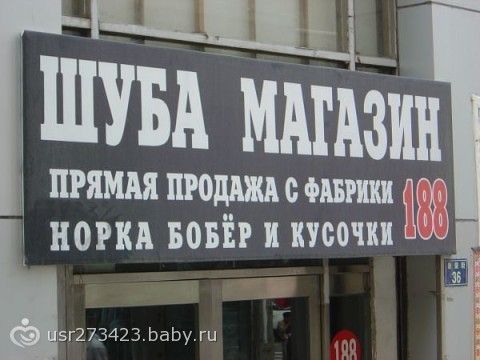 ШУБА МАГАЗИН
ПРЯМАЯ ПРОДАЖА С ФАБРИКИ
НОРКА БОБЁР И КУСОЧКИ
188
36
188
usr273423.baby.ru